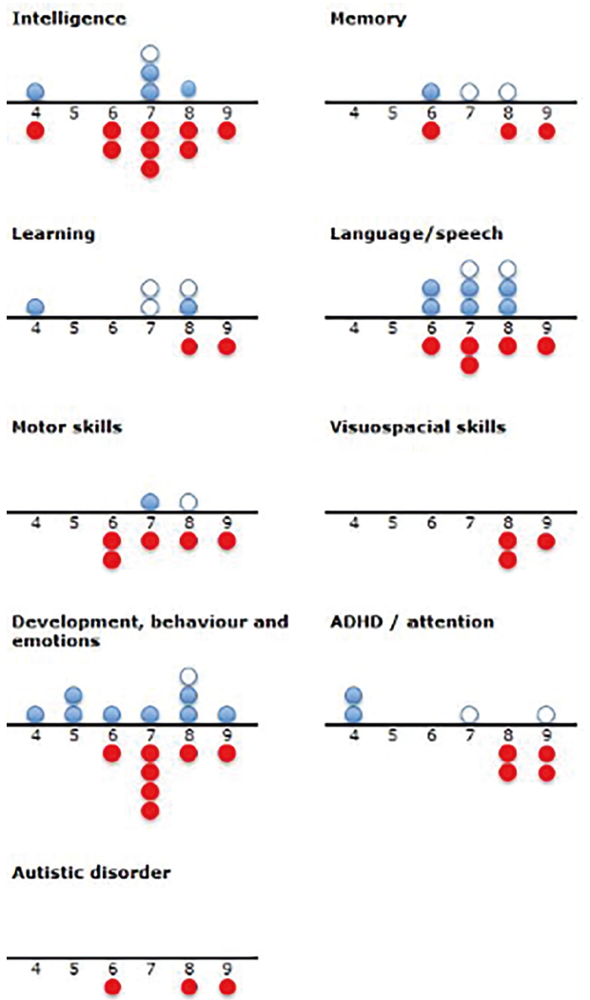 Intelligence
4 5 6 7 8 9
Memory
4 5 6 7 8 9
Learning
4 5 6 7 8 9
Language/speech
4 5 6 7 8 9
Motor skills
4 5 6 7 8 9
Visuospacial skills
4 5 6 7 8 9
Development, behaviour and
emotions
4 5 6 7 8 9
ADHD / attention
4 5 6 7 8 9
Autistic disorder
4 5 6 7 8 9